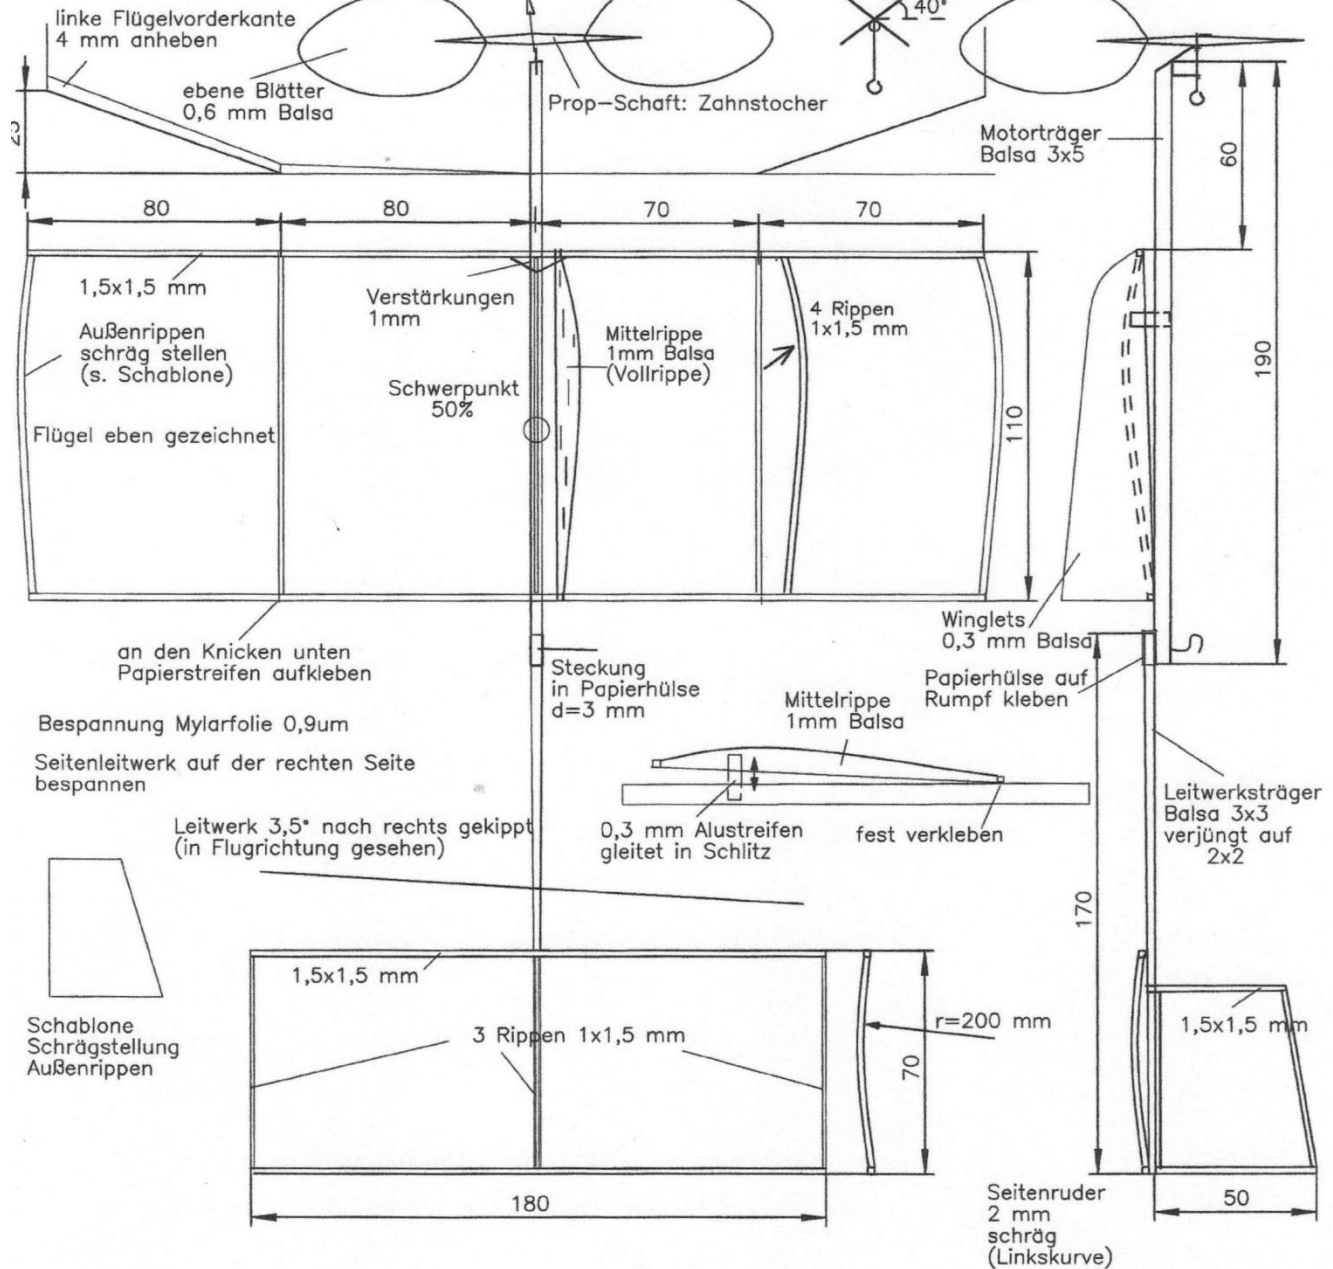 linke Flügelvorderkante
4 mm anheben
40°
ebene Blätter
0,6 mm Balsa
Prop-Schaft: Zahnstocher
25
Motorträger
Balsa 3x5
60
80
80
70
70
1,5x1,5 mm
Verstärkungen
1mm
4 Rippen
1x1,5 mm
Außenrippen
schräg stellen
(s. Schablone)
Mittelrippe
1mm Balsa
(Vollrippe)
190
Schwerpunkt
50%
110
Flügel eben gezeichnet
Winglets
0,3 mm Balsa
an den Knicken unten
Papierstreifen aufkleben
Steckung
in Papierhülse
d=3 mm
Papierhülse auf
Rumpf kleben
Mittelrippe
1mm Balsa
Bespannung Mylarfolie 0,9um
Seitenleitwerk auf der rechten Seite
bespannen
Leitwerksträger
Balsa 3x3
verjüngt auf
2x2
Leitwerk 3,5° nach rechts gekippt
(in Flugrichtung gesehen)
0,3 mm Alustreifen
gleitet in Schlitz
fest verkleben
170
1,5x1,5 mm
Schablone
Schrägstellung
Außenrippen
3 Rippen 1x1,5 mm
r=200 mm
1,5x1,5 mm
70
180
Seitenruder
2 mm
schräg
(Linkskurve)
50